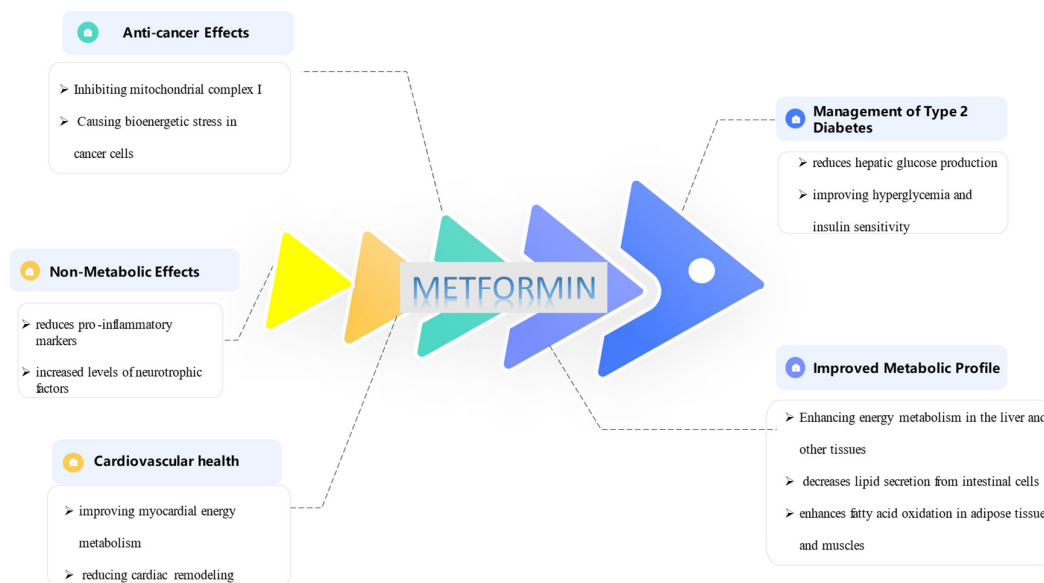 Anti-cancer Effects
➢ Inhibiting mitochondrial complex I
➢ Causing bioenergetic stress in
cancer cells
Non-Metabolic Effects
➢ reduces pro-inflammatory
markers
➢ increased levels of neurotrophic
factors
Cardiovascular health
➢ improving myocardial energy
metabolism
➢ reducing cardiac remodeling
METFORMIN
Management of Type 2
Diabetes
➢ reduces hepatic glucose production
➢ improving hyperglycemia and
insulin sensitivity
Improved Metabolic Profile
➢ Enhancing energy metabolism in the liver and
other tissues
➢ decreases lipid secretion from intestinal cells
➢ enhances fatty acid oxidation in adipose tissue
and muscles